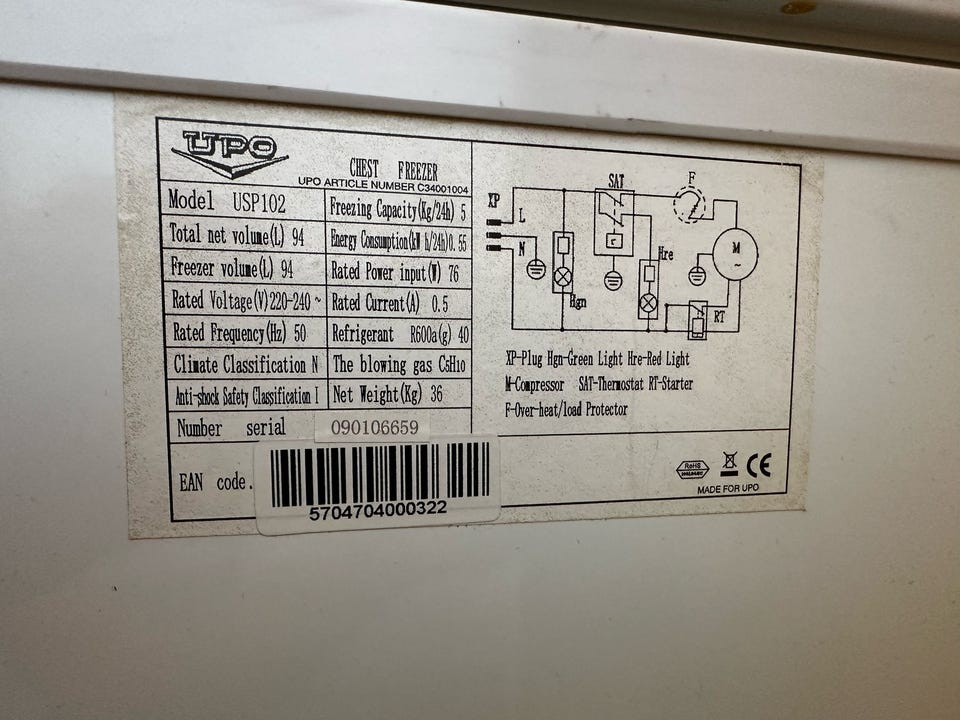 UPO
CHEST FREEZER
UPO ARTICLE NUMBER C34001004
Model USP102
Freezing Capacity(Kg/24h) 5
Total net volume(L) 94
Energy Consumption(kW h/24h)0.55
Freezer volume(L) 94
Rated Power input(W) 76
Rated Voltage(V)220-240~
Rated Current(A) 0.5
Rated Frequency(Hz) 50
Refrigerant R600a(g) 40
Climate Classification N
The blowing gas C5H10
Anti-shock Safety Classification I
Net Weight(Kg) 36
Number serial 090106659
EAN code.
5704704000322
XP
L
N
SAT
F
r
Hgn
Hre
M
~
RT
XP-Plug Hgn-Green Light Hre-Red Light
M-Compressor SAT-Thermostat RT-Starter
F-Over-heat/load Protector
RoHS
CE
MADE FOR UPO